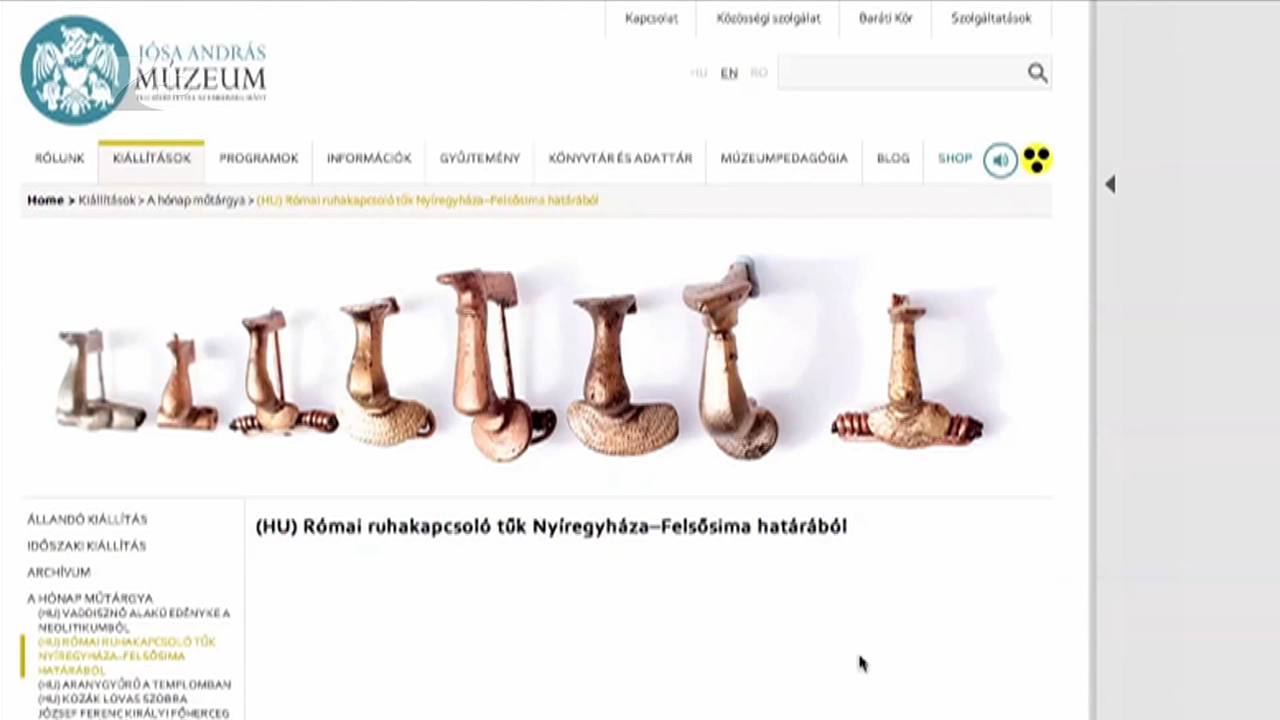 Kapcsolat Közösségi szolgálat Baráti Kör Szolgáltatások
JÓSA ANDRÁS
MÚZEUM
HU EN RO
RÓLUNK KIÁLLÍTÁSOK PROGRAMOK INFORMÁCIÓK GYŰJTEMÉNY KÖNYVTÁR ÉS ADATTÁR MÚZEUMPEDAGÓGIA BLOG SHOP
Home > Kiállítások > A hónap műtárgya > (HU) Római ruhakapcsoló tűk Nyíregyháza–Felsősima határából
(HU) Római ruhakapcsoló tűk Nyíregyháza–Felsősima határából
ÁLLANDÓ KIÁLLÍTÁS
IDŐSZAKI KIÁLLÍTÁS
ARCHÍVUM
A HÓNAP MŰTÁRGYA
(HU) VADDISZNÓ ALAKÚ EDÉNYKE A
NEOLITIKUMBÓL
(HU) RÓMAI RUHAKAPCSOLÓ TŰK
NYÍREGYHÁZA–FELSŐSIMA
HATÁRÁBÓL
(HU) ARANYGYŰRŰ A TEMPLOMBAN
(HU) KOZÁK LOVAS SZOBRA
JÓZSEF FERENC KIRÁLYI FŐHERCEG